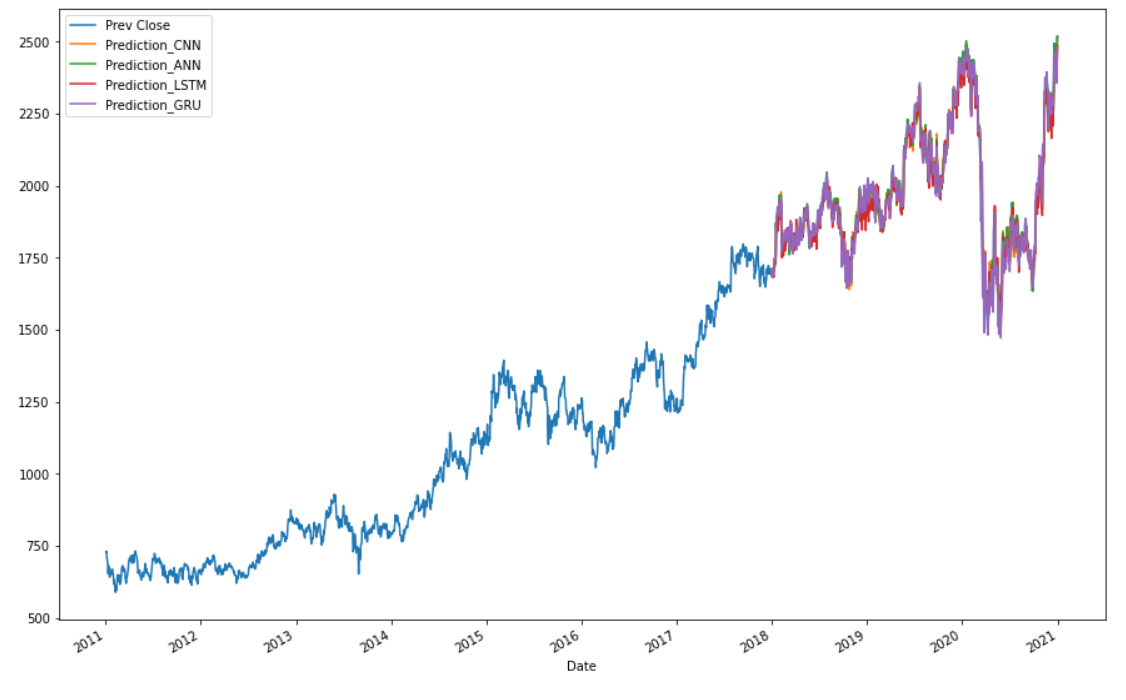 Prev Close
Prediction_CNN
Prediction_ANN
Prediction_LSTM
Prediction_GRU
2500
2250
2000
1750
1500
1250
1000
750
500
2011 2012 2013 2014 2015 2016 2017 2018 2019 2020 2021
Date